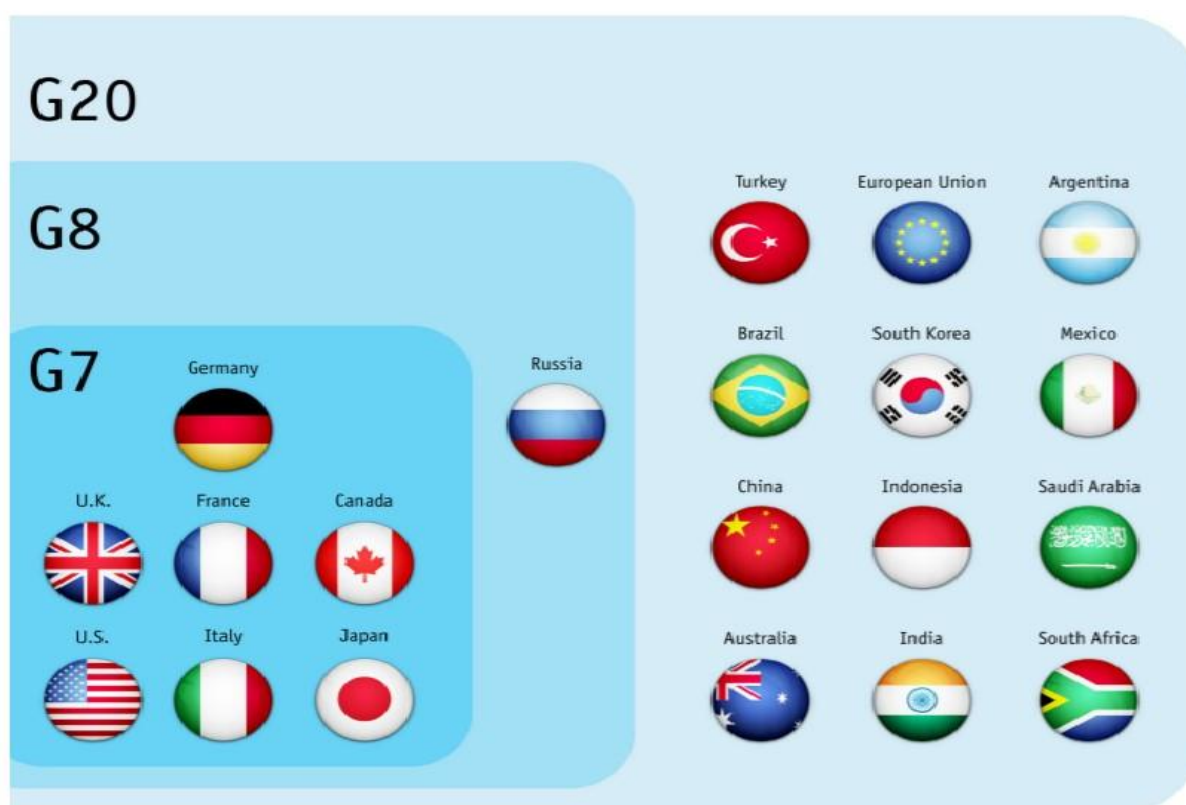 G20
G8
G7
Germany
U.K.
France
Canada
U.S.
Italy
Japan
Russia
Turkey
European Union
Argentina
Brazil
South Korea
Mexico
China
Indonesia
Saudi Arabia
Australia
India
South Africa